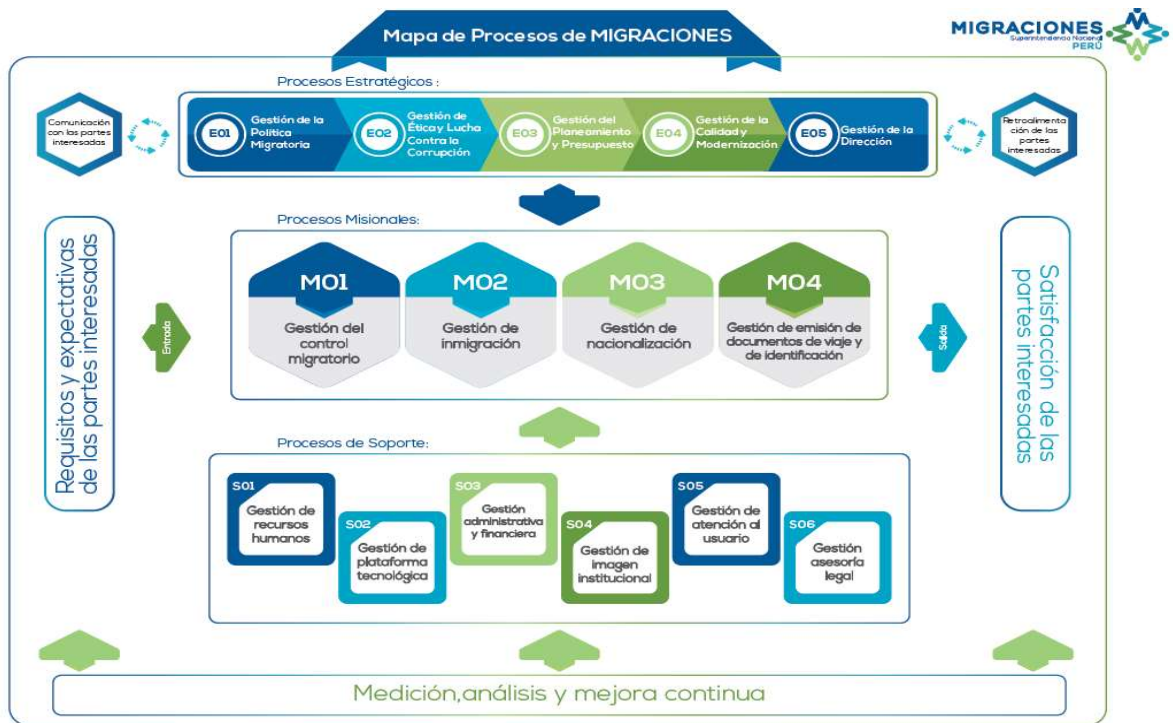 Mapa de Procesos de MIGRACIONES
MIGRACIONES
Superintendencia Nacional
PERÚ
Procesos Estratégicos :
Comunicación
con las partes
interesadas
E01
Gestión de la
Política
Migratoria
E02
Gestión de
Ética y Lucha
Contra la
Corrupción
E03
Gestión del
Planeamiento
y Presupuesto
E04
Gestión de la
Calidad y
Modernización
E05
Gestión de la
Dirección
Retroalimenta
ción de las
partes
interesadas
Procesos Misionales:
Requisitos y expectativas
de las partes interesadas
Entrada
M01
Gestión del
control
migratorio
M02
Gestión de
inmigración
M03
Gestión de
nacionalización
M04
Gestión de emisión de
documentos de viaje y
de identificación
Salida
Satisfacción de las
partes interesadas
Procesos de Soporte:
S01
Gestión de
recursos
humanos
S02
Gestión de
plataforma
tecnológica
S03
Gestión
administrativa
y financiera
S04
Gestión de
imagen
institucional
S05
Gestión de
atención al
usuario
S06
Gestión
asesoría
legal
Medición,análisis y mejora continua